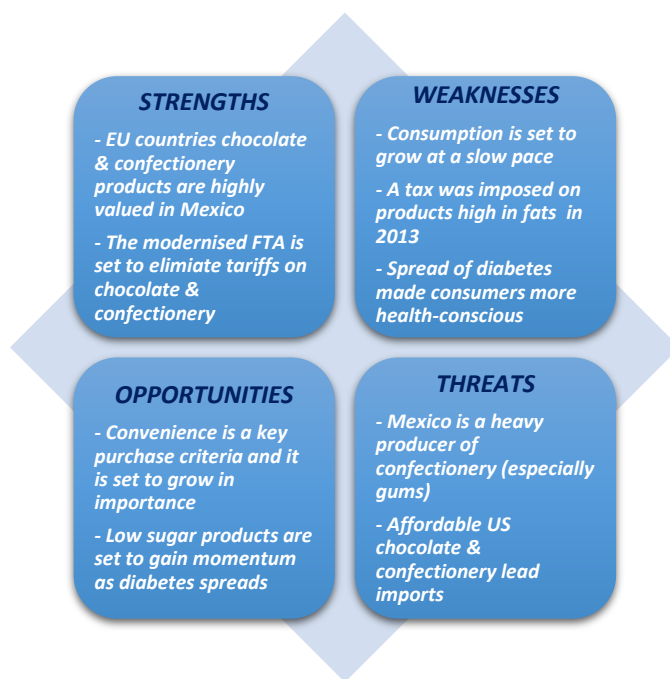 STRENGTHS
- EU countries chocolate
& confectionery
products are highly
valued in Mexico
- The modernised FTA is
set to elimiate tariffs on
chocolate &
confectionery
WEAKNESSES
- Consumption is set to
grow at a slow pace
- A tax was imposed on
products high in fats in
2013
- Spread of diabetes
made consumers more
health-conscious
OPPORTUNITIES
- Convenience is a key
purchase criteria and it
is set to grow in
importance
- Low sugar products are
set to gain momentum
as diabetes spreads
THREATS
- Mexico is a heavy
producer of
confectionery (especially
gums)
- Affordable US
chocolate &
confectionery lead
imports